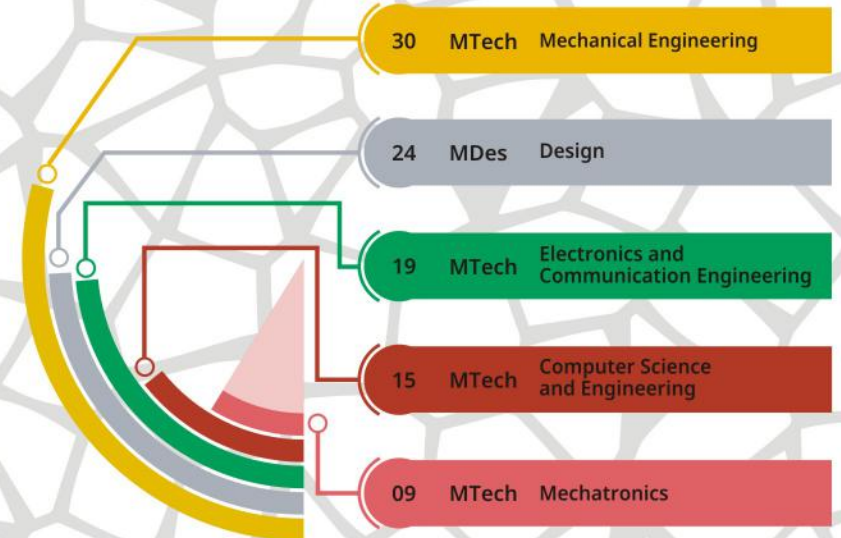 30 MTech Mechanical Engineering
24 MDes Design
19 MTech Electronics and
Communication Engineering
15 MTech Computer Science
and Engineering
09 MTech Mechatronics